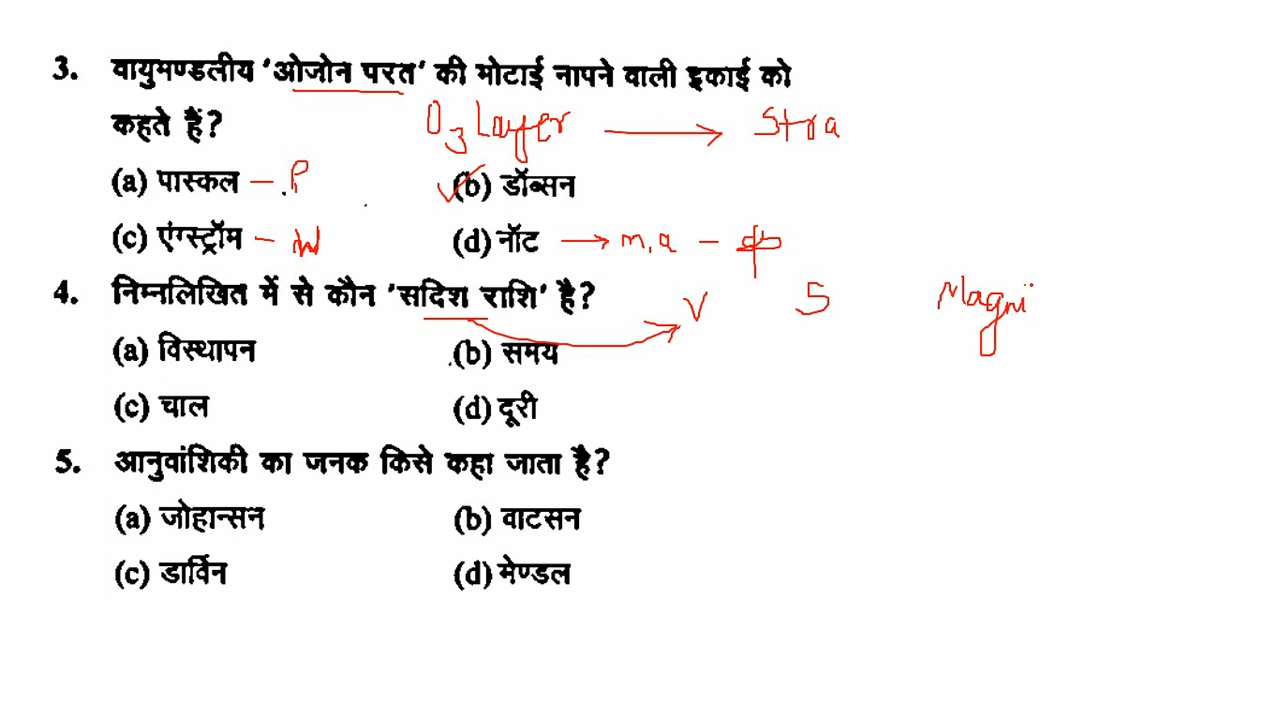 3. वायुमण्डलीय 'ओजोन परत' की मोटाई नापने वाली इकाई को
कहते हैं? O3 Layer → Stra
(a) पास्कल – P (b) डॉब्सन
(c) एंग्स्ट्रॉम – (d) नॉट → m, a –
4. निम्नलिखित में से कौन 'सदिश राशि' है? V S Magni
(a) विस्थापन (b) समय
(c) चाल (d) दूरी
5. आनुवांशिकी का जनक किसे कहा जाता है?
(a) जोहान्सन (b) वाटसन
(c) डार्विन (d) मेण्डल